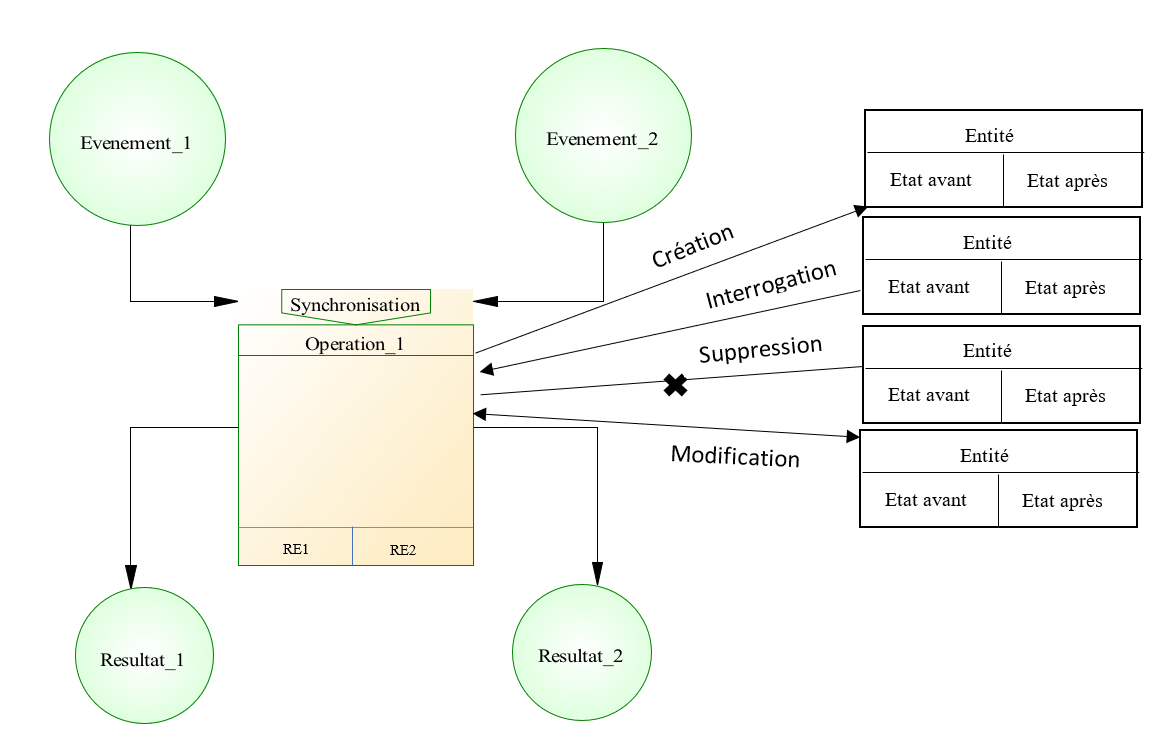 Evenement_1
Evenement_2
Entité
Etat avant
Etat après
Création
Entité
Etat avant
Etat après
Interrogation
Synchronisation
Operation_1
Suppression
Entité
Etat avant
Etat après
Modification
Entité
Etat avant
Etat après
RE1
RE2
Resultat_1
Resultat_2